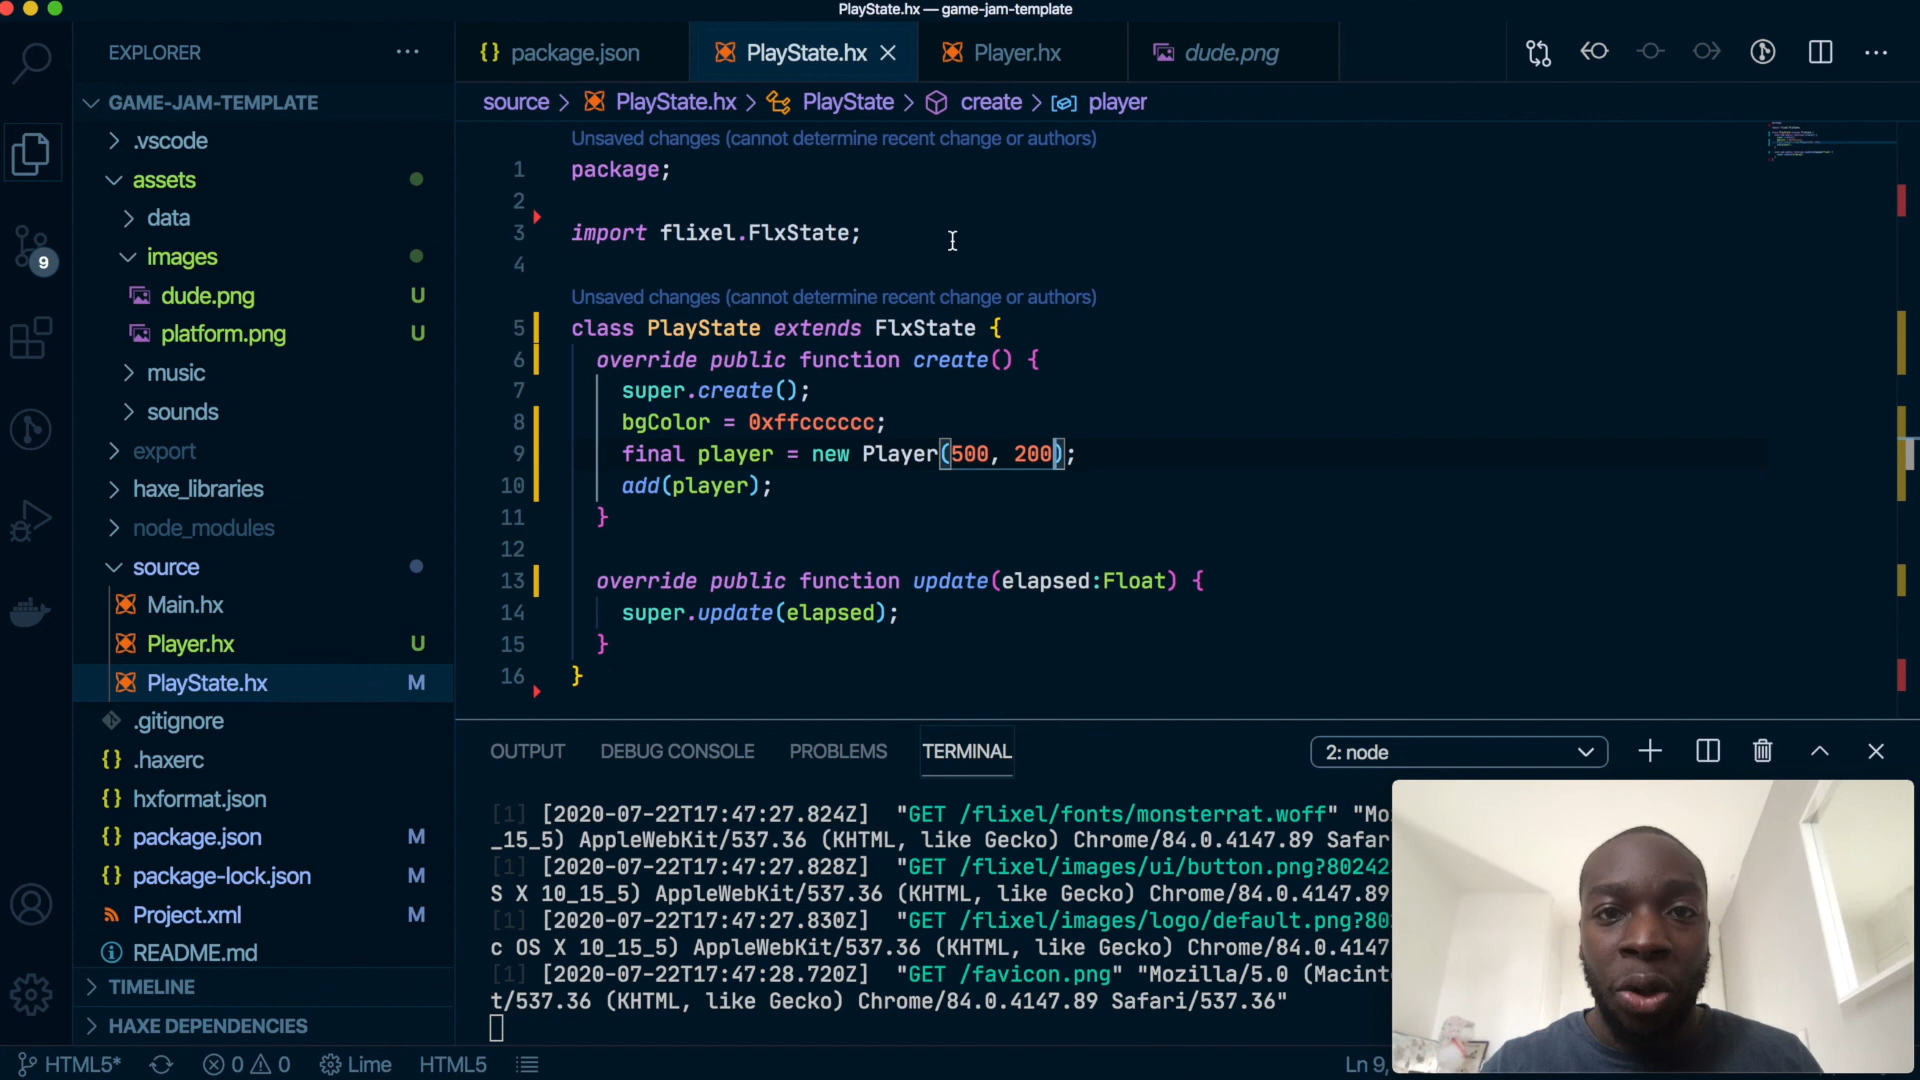 PlayState.hx — game-jam-template
EXPLORER
package.json
PlayState.hx
Player.hx
dude.png
GAME-JAM-TEMPLATE
source > PlayState.hx > PlayState > create > player
.vscode
assets
data
images
dude.png U
platform.png U
music
sounds
export
haxe_libraries
node_modules
source
Main.hx
Player.hx U
PlayState.hx M
.gitignore
.haxerc
hxformat.json
package.json M
package-lock.json M
Project.xml M
README.md
TIMELINE
HAXE DEPENDENCIES
9
Unsaved changes (cannot determine recent change or authors)
1 package;
2
3 import flixel.FlxState;
4
Unsaved changes (cannot determine recent change or authors)
5 class PlayState extends FlxState {
6 override public function create() {
7 super.create();
8 bgColor = 0xffcccccc;
9 final player = new Player(500, 200);
10 add(player);
11 }
12
13 override public function update(elapsed:Float) {
14 super.update(elapsed);
15 }
16 }
OUTPUT DEBUG CONSOLE PROBLEMS TERMINAL 2: node
[1] [2020-07-22T17:47:27.824Z] "GET /flixel/fonts/monsterrat.woff" "Mo
_15_5) AppleWebKit/537.36 (KHTML, like Gecko) Chrome/84.0.4147.89 Safar
[1] [2020-07-22T17:47:27.828Z] "GET /flixel/images/ui/button.png?80242
S X 10_15_5) AppleWebKit/537.36 (KHTML, like Gecko) Chrome/84.0.4147.89
[1] [2020-07-22T17:47:27.830Z] "GET /flixel/images/logo/default.png?80
c OS X 10_15_5) AppleWebKit/537.36 (KHTML, like Gecko) Chrome/84.0.4147
[1] [2020-07-22T17:47:28.720Z] "GET /favicon.png" "Mozilla/5.0 (Macint
t/537.36 (KHTML, like Gecko) Chrome/84.0.4147.89 Safari/537.36"
HTML5* 0 0 Lime HTML5 Ln 9,